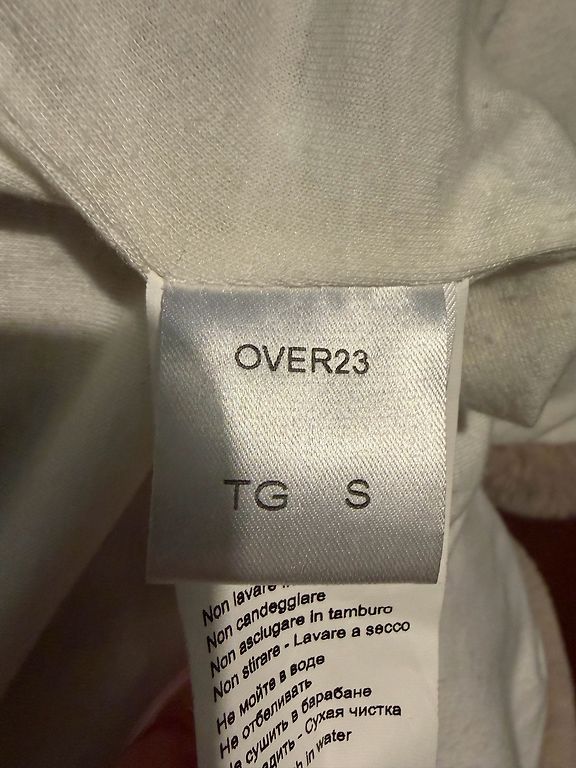 OVER23
TG S
Non lavare
Non candeggiare
Non asciugare in tamburo
Non stirare - Lavare a secco
Не мойте в воде
Не отбеливать
сушить в барабане
- Сухая чистка
in water